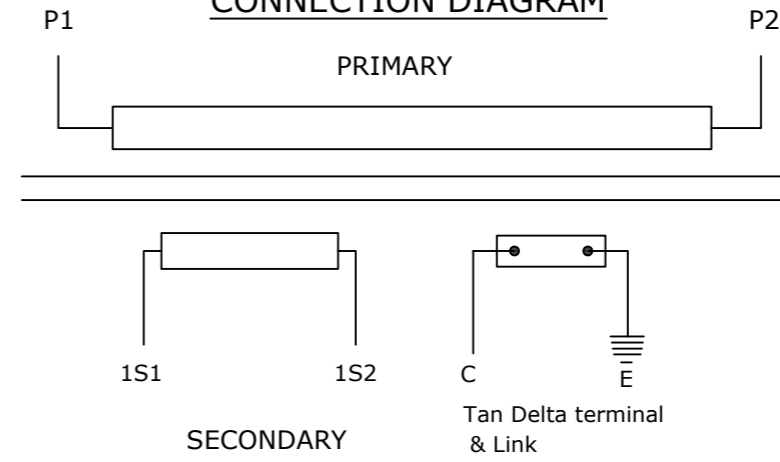 CONNECTION DIAGRAM
P1
P2
PRIMARY
1S1
1S2
C
E
Tan Delta terminal
& Link
SECONDARY